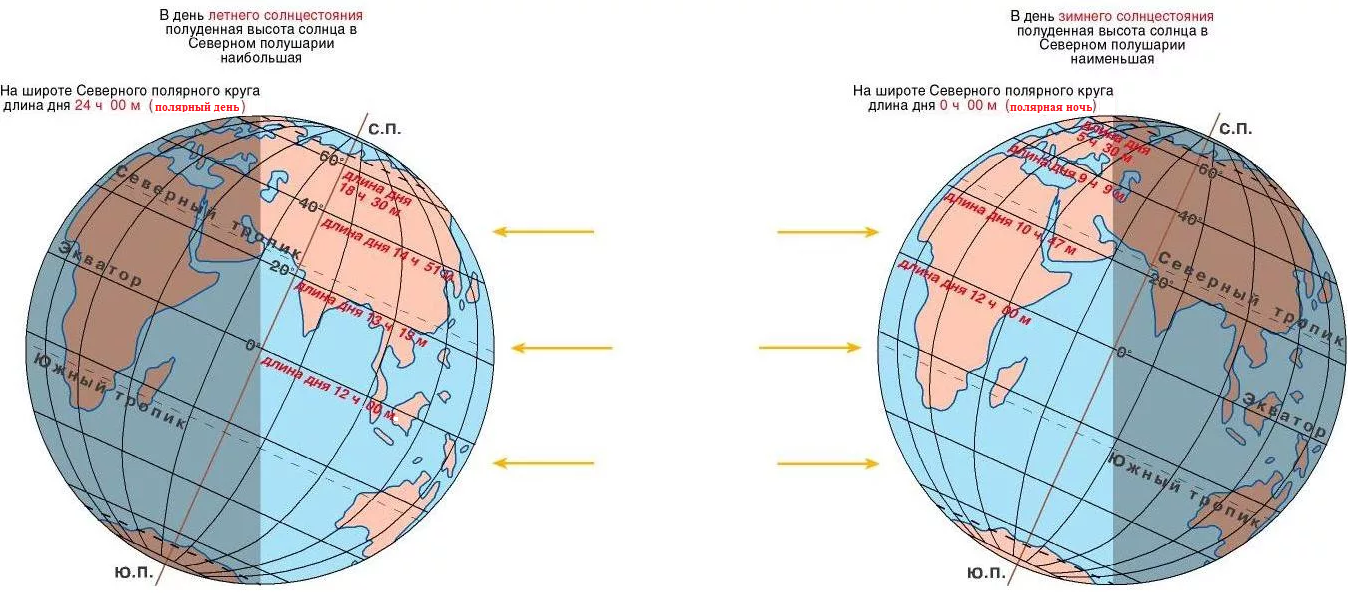 В день летнего солнцестояния
полуденная высота солнца в
Северном полушарии
наибольшая
На широте Северного полярного круга
длина дня 24 ч 00 м (полярный день)
С.П.
60°
длина дня
18 ч 30 м
40°
Северный тропик
длина дня 14 ч 51 м
Экватор
20°
длина дня 13 ч 13 м
0°
длина дня 12 ч 00 м
Южный тропик
Ю.П.
В день зимнего солнцестояния
полуденная высота солнца в
Северном полушарии
наименьшая
На широте Северного полярного круга
длина дня 0 ч 00 м (полярная ночь)
С.П.
длина дня
5 ч 30 м
60°
длина дня 9 ч 9 м
40°
длина дня 10 ч 47 м
Северный тропик
20°
длина дня 12 ч 00 м
0°
Экватор
Южный тропик
Ю.П.